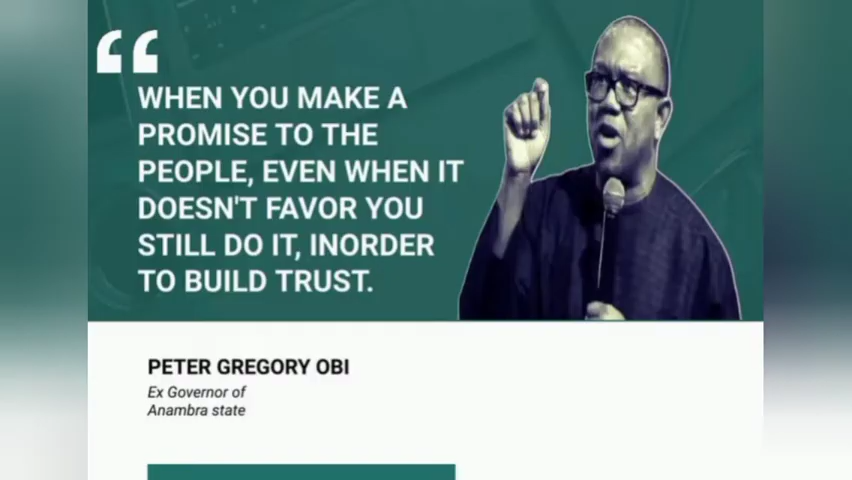 “
WHEN YOU MAKE A
PROMISE TO THE
PEOPLE, EVEN WHEN IT
DOESN'T FAVOR YOU
STILL DO IT, INORDER
TO BUILD TRUST.
PETER GREGORY OBI
Ex Governor of
Anambra state